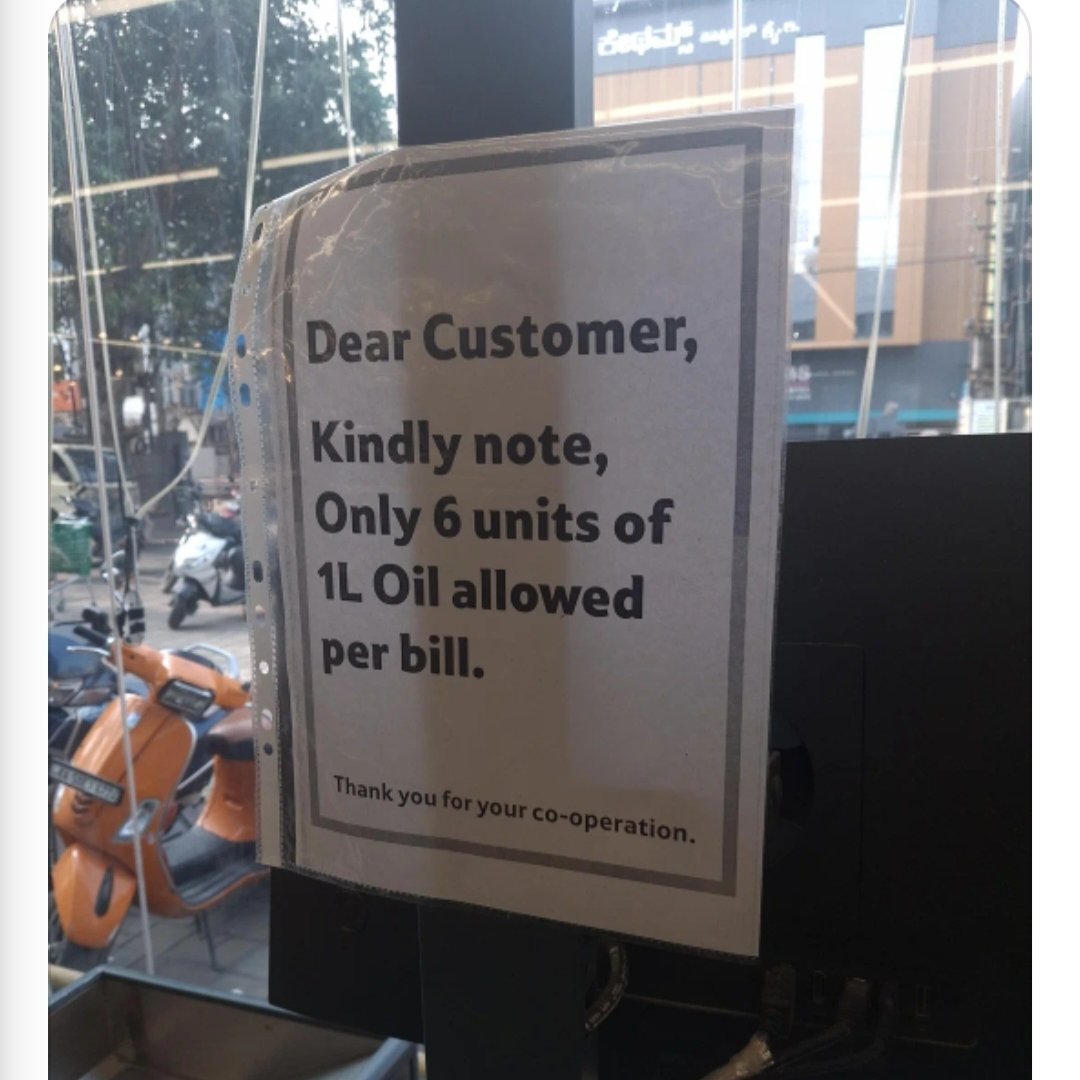 Dear Customer,
Kindly note,
Only 6 units of
1L Oil allowed
per bill.
Thank you for your co-operation.